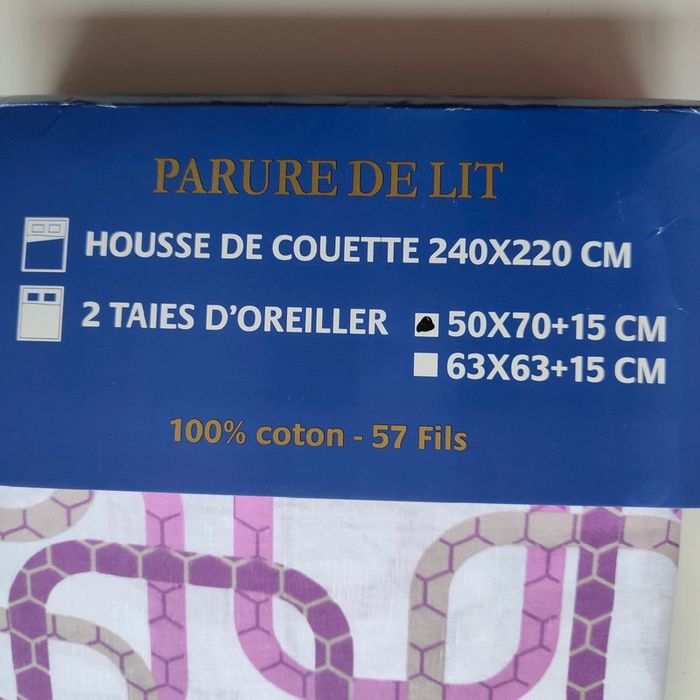 PARURE DE LIT
HOUSSE DE COUETTE 240X220 CM
2 TAIES D'OREILLER 50X70+15 CM
63X63+15 CM
100% coton - 57 Fils